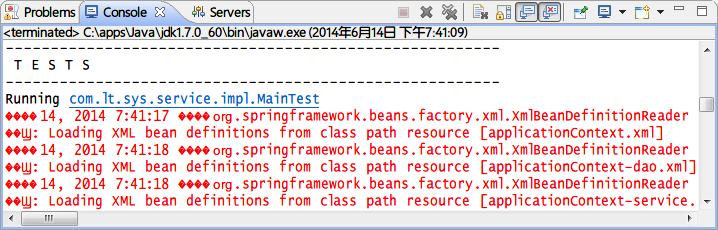 Problems Console Servers
<terminated> C:\apps\Java\jdk1.7.0_60\bin\javaw.exe (2014年6月14日 下午7:41:09)
-------------------------------------------------------
T E S T S
-------------------------------------------------------
Running com.lt.sys.service.impl.MainTest
����14, 2014 7:41:17 ����org.springframework.beans.factory.xml.XmlBeanDefinitionReader
��Ϣ: Loading XML bean definitions from class path resource [applicationContext.xml]
����14, 2014 7:41:18 ����org.springframework.beans.factory.xml.XmlBeanDefinitionReader
��Ϣ: Loading XML bean definitions from class path resource [applicationContext-dao.xml]
����14, 2014 7:41:18 ����org.springframework.beans.factory.xml.XmlBeanDefinitionReader
��Ϣ: Loading XML bean definitions from class path resource [applicationContext-service.